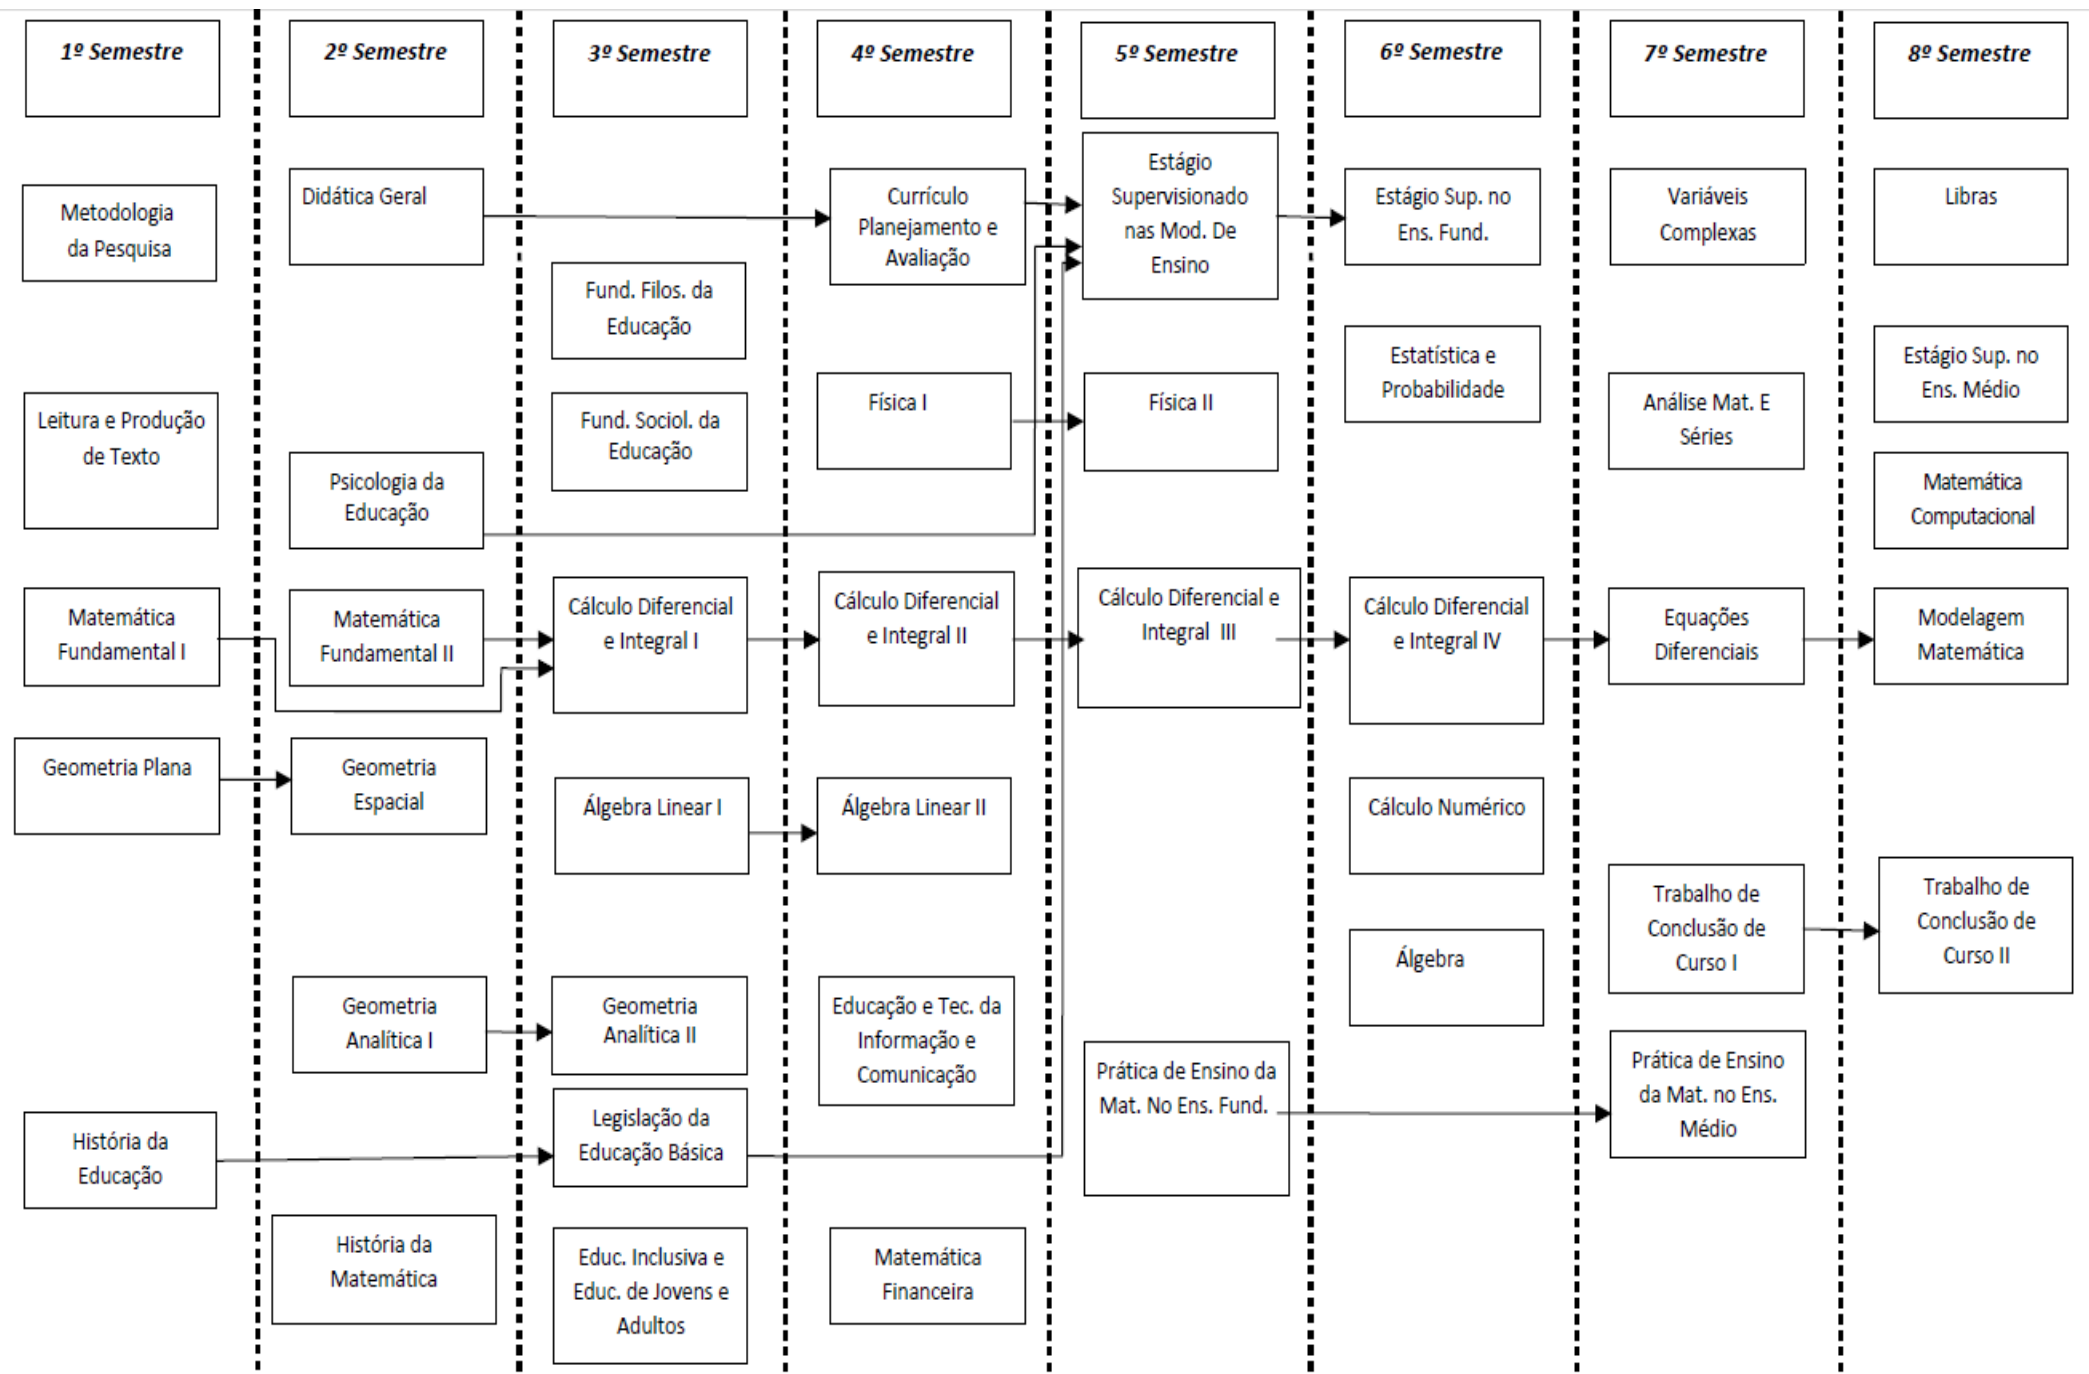 1º Semestre
2º Semestre
3º Semestre
4º Semestre
5º Semestre
6º Semestre
7º Semestre
8º Semestre
Metodologia
da Pesquisa
Leitura e Produção
de Texto
Matemática
Fundamental I
Geometria Plana
História da
Educação
Didática Geral
Psicologia da
Educação
Matemática
Fundamental II
Geometria
Espacial
Geometria
Analítica I
História da
Matemática
Fund. Filos. da
Educação
Fund. Sociol. da
Educação
Cálculo Diferencial
e Integral I
Álgebra Linear I
Geometria
Analítica II
Legislação da
Educação Básica
Educ. Inclusiva e
Educ. de Jovens e
Adultos
Currículo
Planejamento e
Avaliação
Física I
Cálculo Diferencial
e Integral II
Álgebra Linear II
Educação e Tec. da
Informação e
Comunicação
Matemática
Financeira
Estágio
Supervisionado
nas Mod. De
Ensino
Física II
Cálculo Diferencial e
Integral III
Prática de Ensino da
Mat. No Ens. Fund.
Estágio Sup. no
Ens. Fund.
Estatística e
Probabilidade
Cálculo Diferencial
e Integral IV
Cálculo Numérico
Álgebra
Variáveis
Complexas
Análise Mat. E
Séries
Equações
Diferenciais
Trabalho de
Conclusão de
Curso I
Prática de Ensino
da Mat. no Ens.
Médio
Libras
Estágio Sup. no
Ens. Médio
Matemática
Computacional
Modelagem
Matemática
Trabalho de
Conclusão de
Curso II